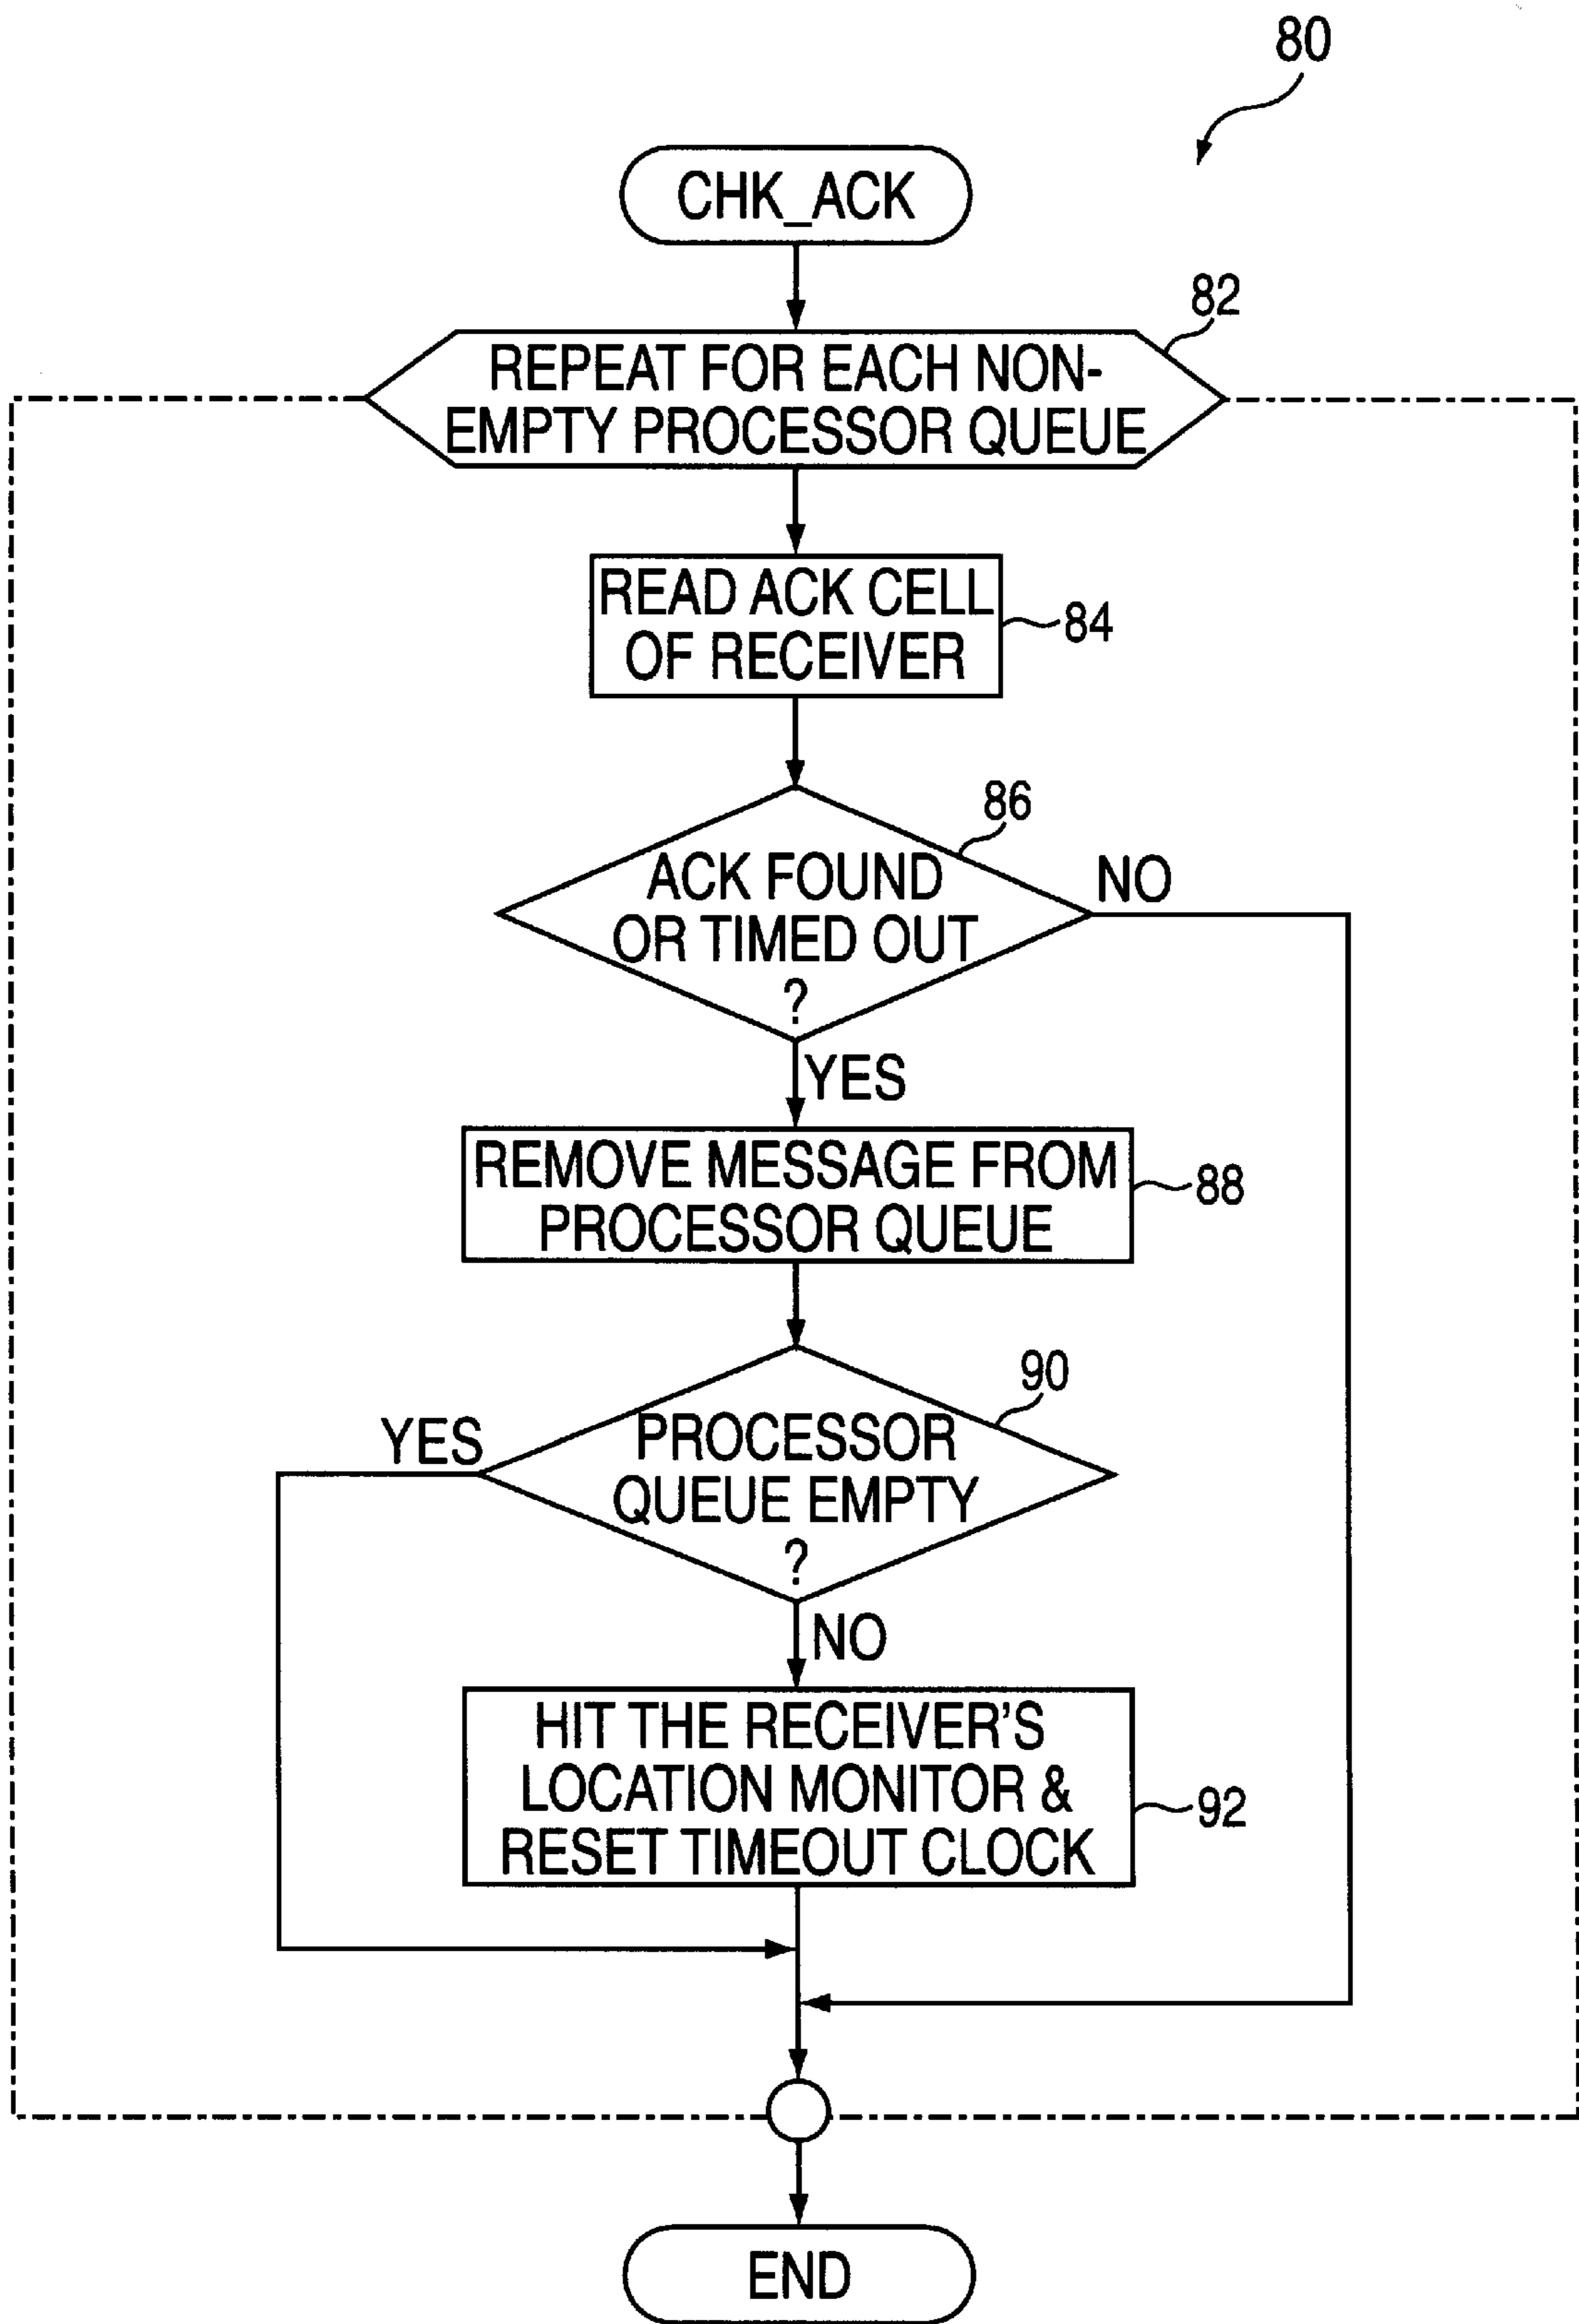 80
CHK_ACK
82
REPEAT FOR EACH NON-
EMPTY PROCESSOR QUEUE
READ ACK CELL
OF RECEIVER
84
86
ACK FOUND
OR TIMED OUT
?
NO
YES
REMOVE MESSAGE FROM
PROCESSOR QUEUE
88
90
YES
PROCESSOR
QUEUE EMPTY
?
NO
HIT THE RECEIVER'S
LOCATION MONITOR &
RESET TIMEOUT CLOCK
92
END